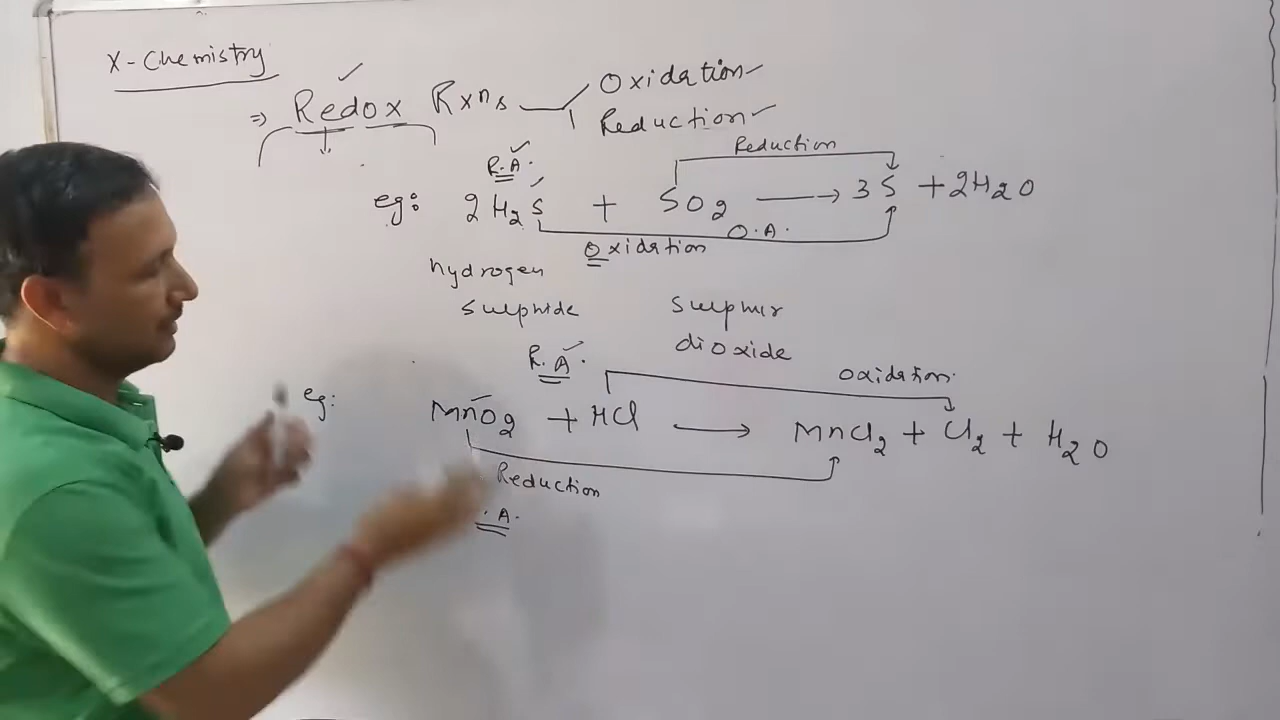 X-Chemistry
⇒ Redox Rxns Oxidation
Reduction
Reduction
R.A.
eg: 2H₂S + SO₂ → 3S + 2H₂O
O.A.
Oxidation
hydrogen
sulphide
sulphur
dioxide
R.A.
oxidation
eg: MnO₂ + HCl → MnCl₂ + Cl₂ + H₂O
Reduction
.A.